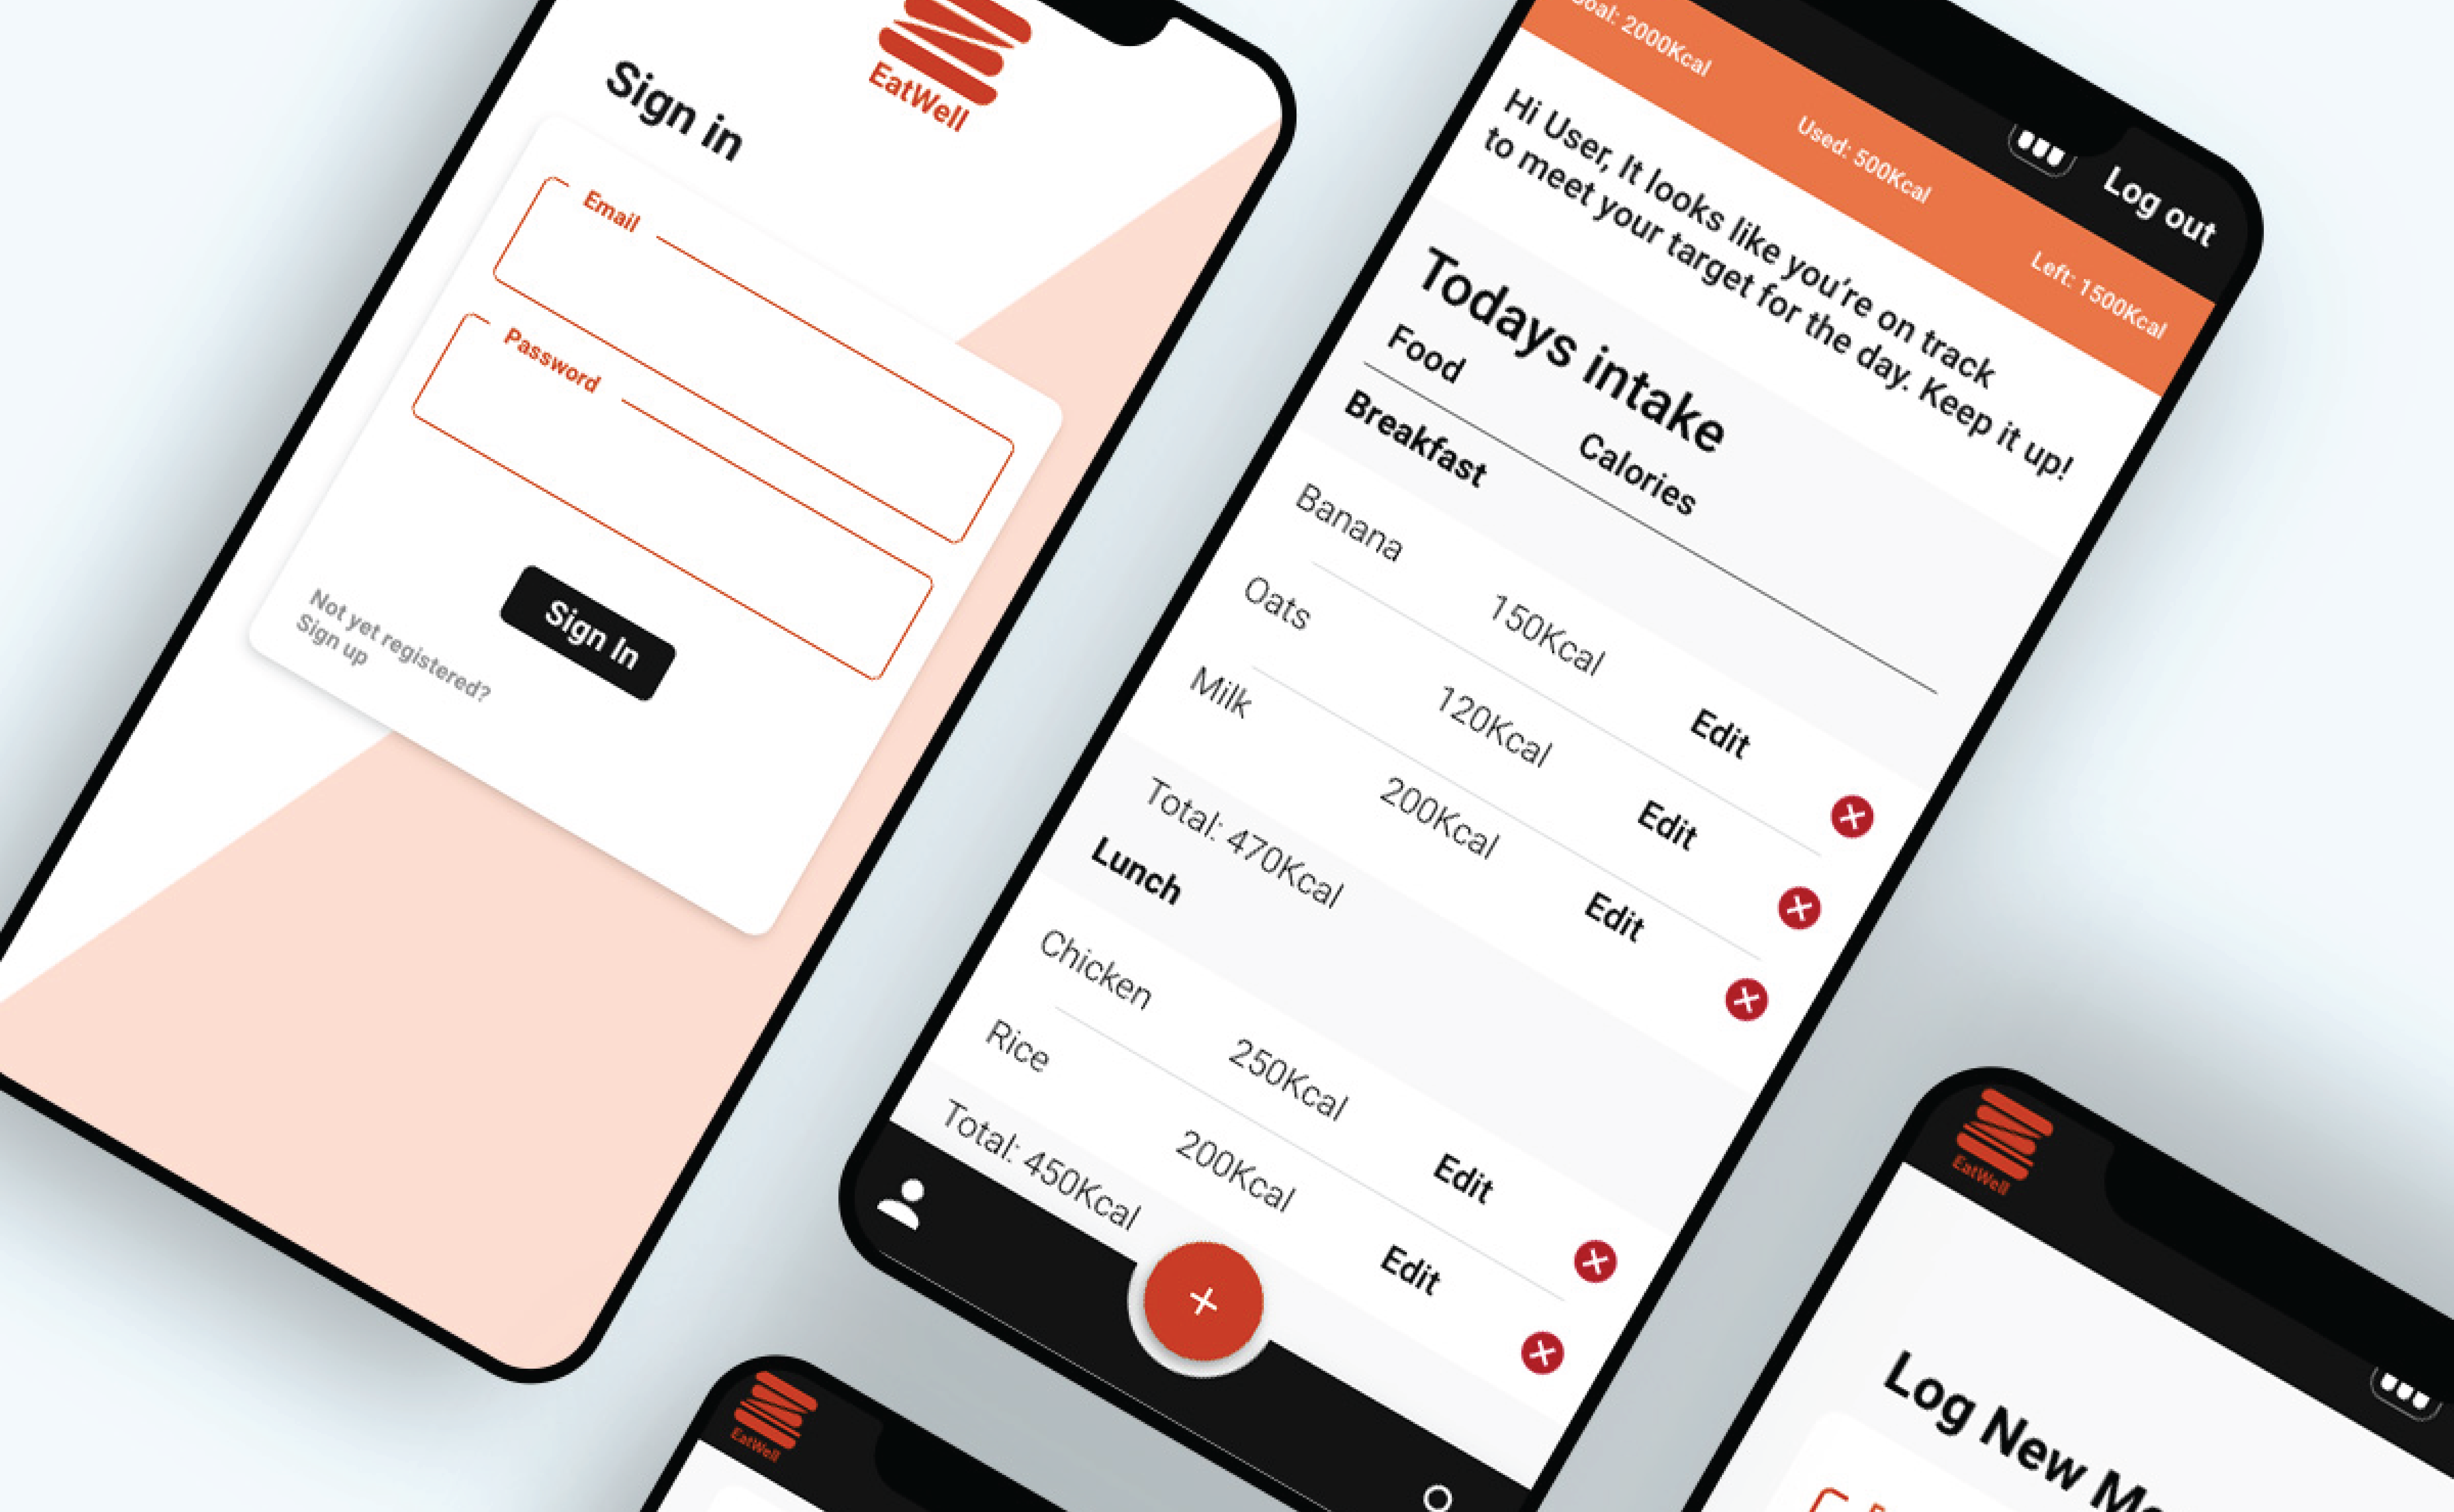 EatWell
Sign in
Email
Password
Sign In
Not yet registered?
Sign up
2000Kcal
Used: 500Kcal
Left: 1500Kcal
Log out
Hi User, It looks like you're on track
to meet your target for the day. Keep it up!
Todays intake
Food Calories
Breakfast
Banana 150Kcal Edit
Oats 120Kcal Edit
Milk 200Kcal Edit
Total: 470Kcal
Lunch
Chicken 250Kcal Edit
Rice 200Kcal Edit
Total: 450Kcal
EatWell
EatWell
Log New